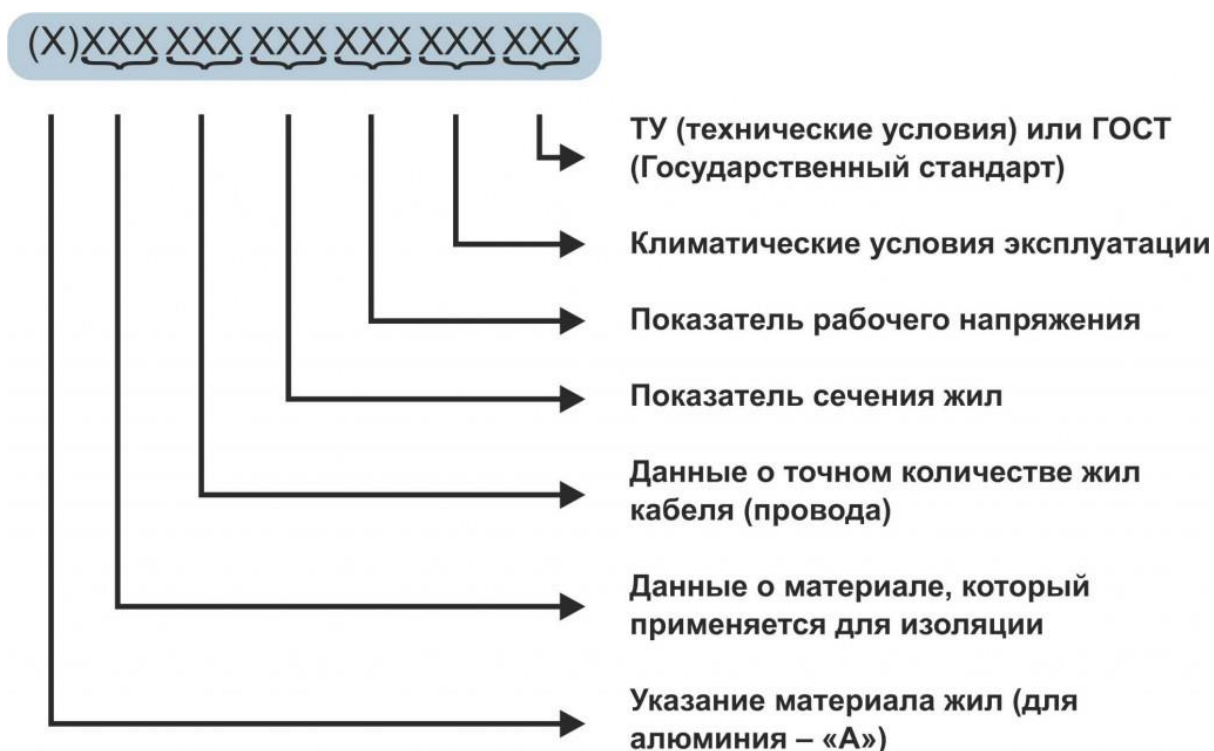 (X)XXX XXX XXX XXX XXX XXX
ТУ (технические условия) или ГОСТ
(Государственный стандарт)
Климатические условия эксплуатации
Показатель рабочего напряжения
Показатель сечения жил
Данные о точном количестве жил
кабеля (провода)
Данные о материале, который
применяется для изоляции
Указание материала жил (для
алюминия – «А»)